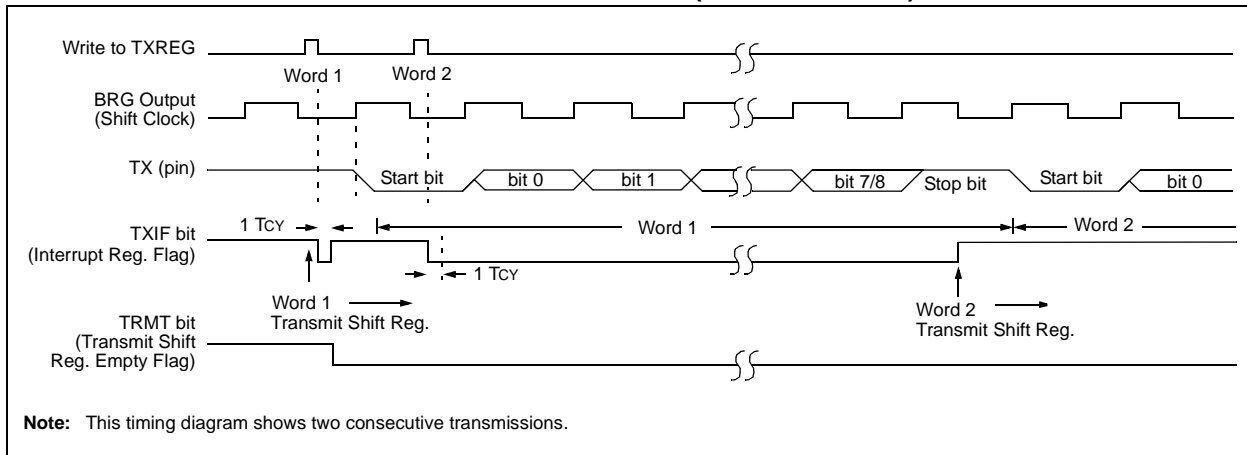 Write to TXREG
Word 1
Word 2
BRG Output
(Shift Clock)
TX (pin)
Start bit
bit 0
bit 1
bit 7/8
Stop bit
Start bit
bit 0
1 TCY
TXIF bit
(Interrupt Reg. Flag)
Word 1
Word 2
1 TCY
Word 1
Transmit Shift Reg.
Word 2
Transmit Shift Reg.
TRMT bit
(Transmit Shift
Reg. Empty Flag)
Note: This timing diagram shows two consecutive transmissions.